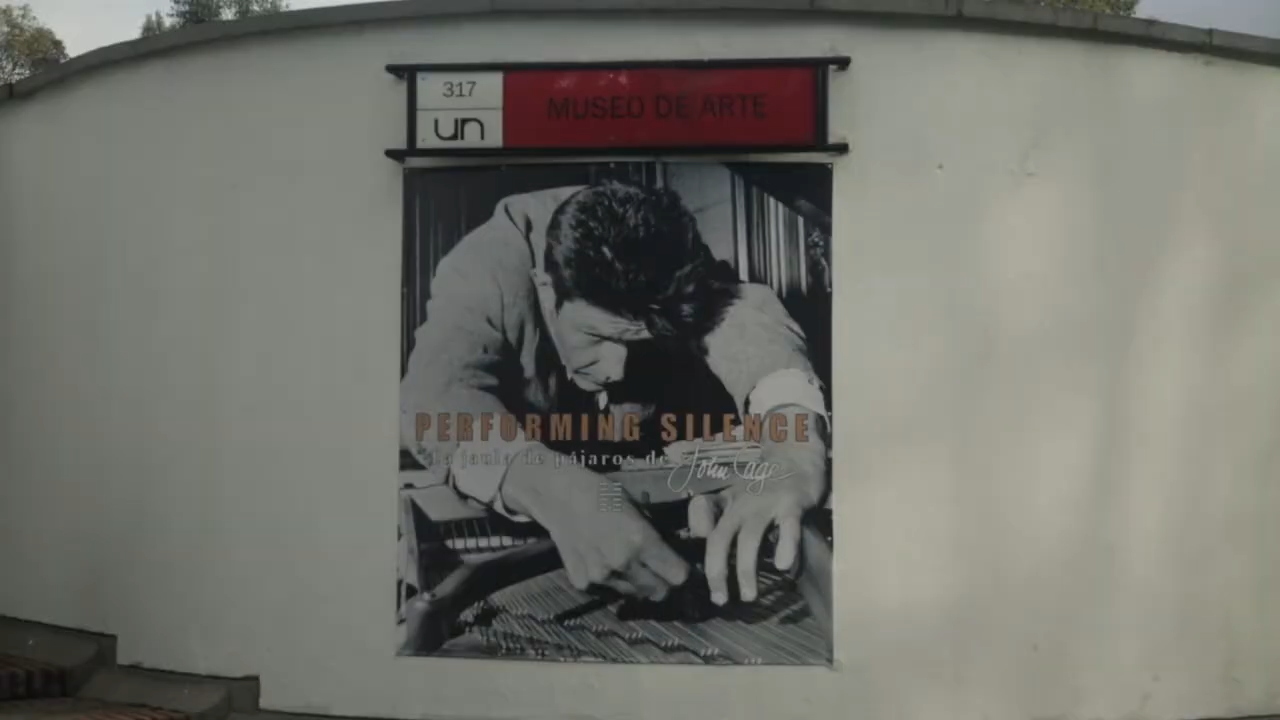 317
un
MUSEO DE ARTE
PERFORMING SILENCE
la jaula de pájaros de John Cage